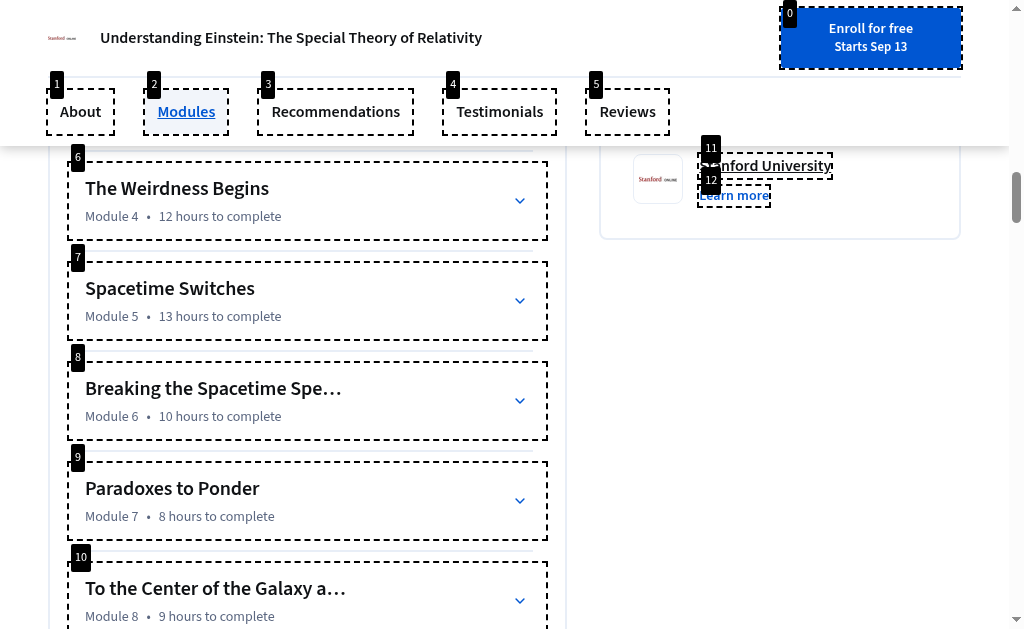 Stanford ONLINE
Understanding Einstein: The Special Theory of Relativity
0
Enroll for free
Starts Sep 13
1
About
2
Modules
3
Recommendations
4
Testimonials
5
Reviews
6
The Weirdness Begins
Module 4 • 12 hours to complete
7
Spacetime Switches
Module 5 • 13 hours to complete
8
Breaking the Spacetime Spe…
Module 6 • 10 hours to complete
9
Paradoxes to Ponder
Module 7 • 8 hours to complete
10
To the Center of the Galaxy a…
Module 8 • 9 hours to complete
Stanford ONLINE
11
Stanford University
12
Learn more